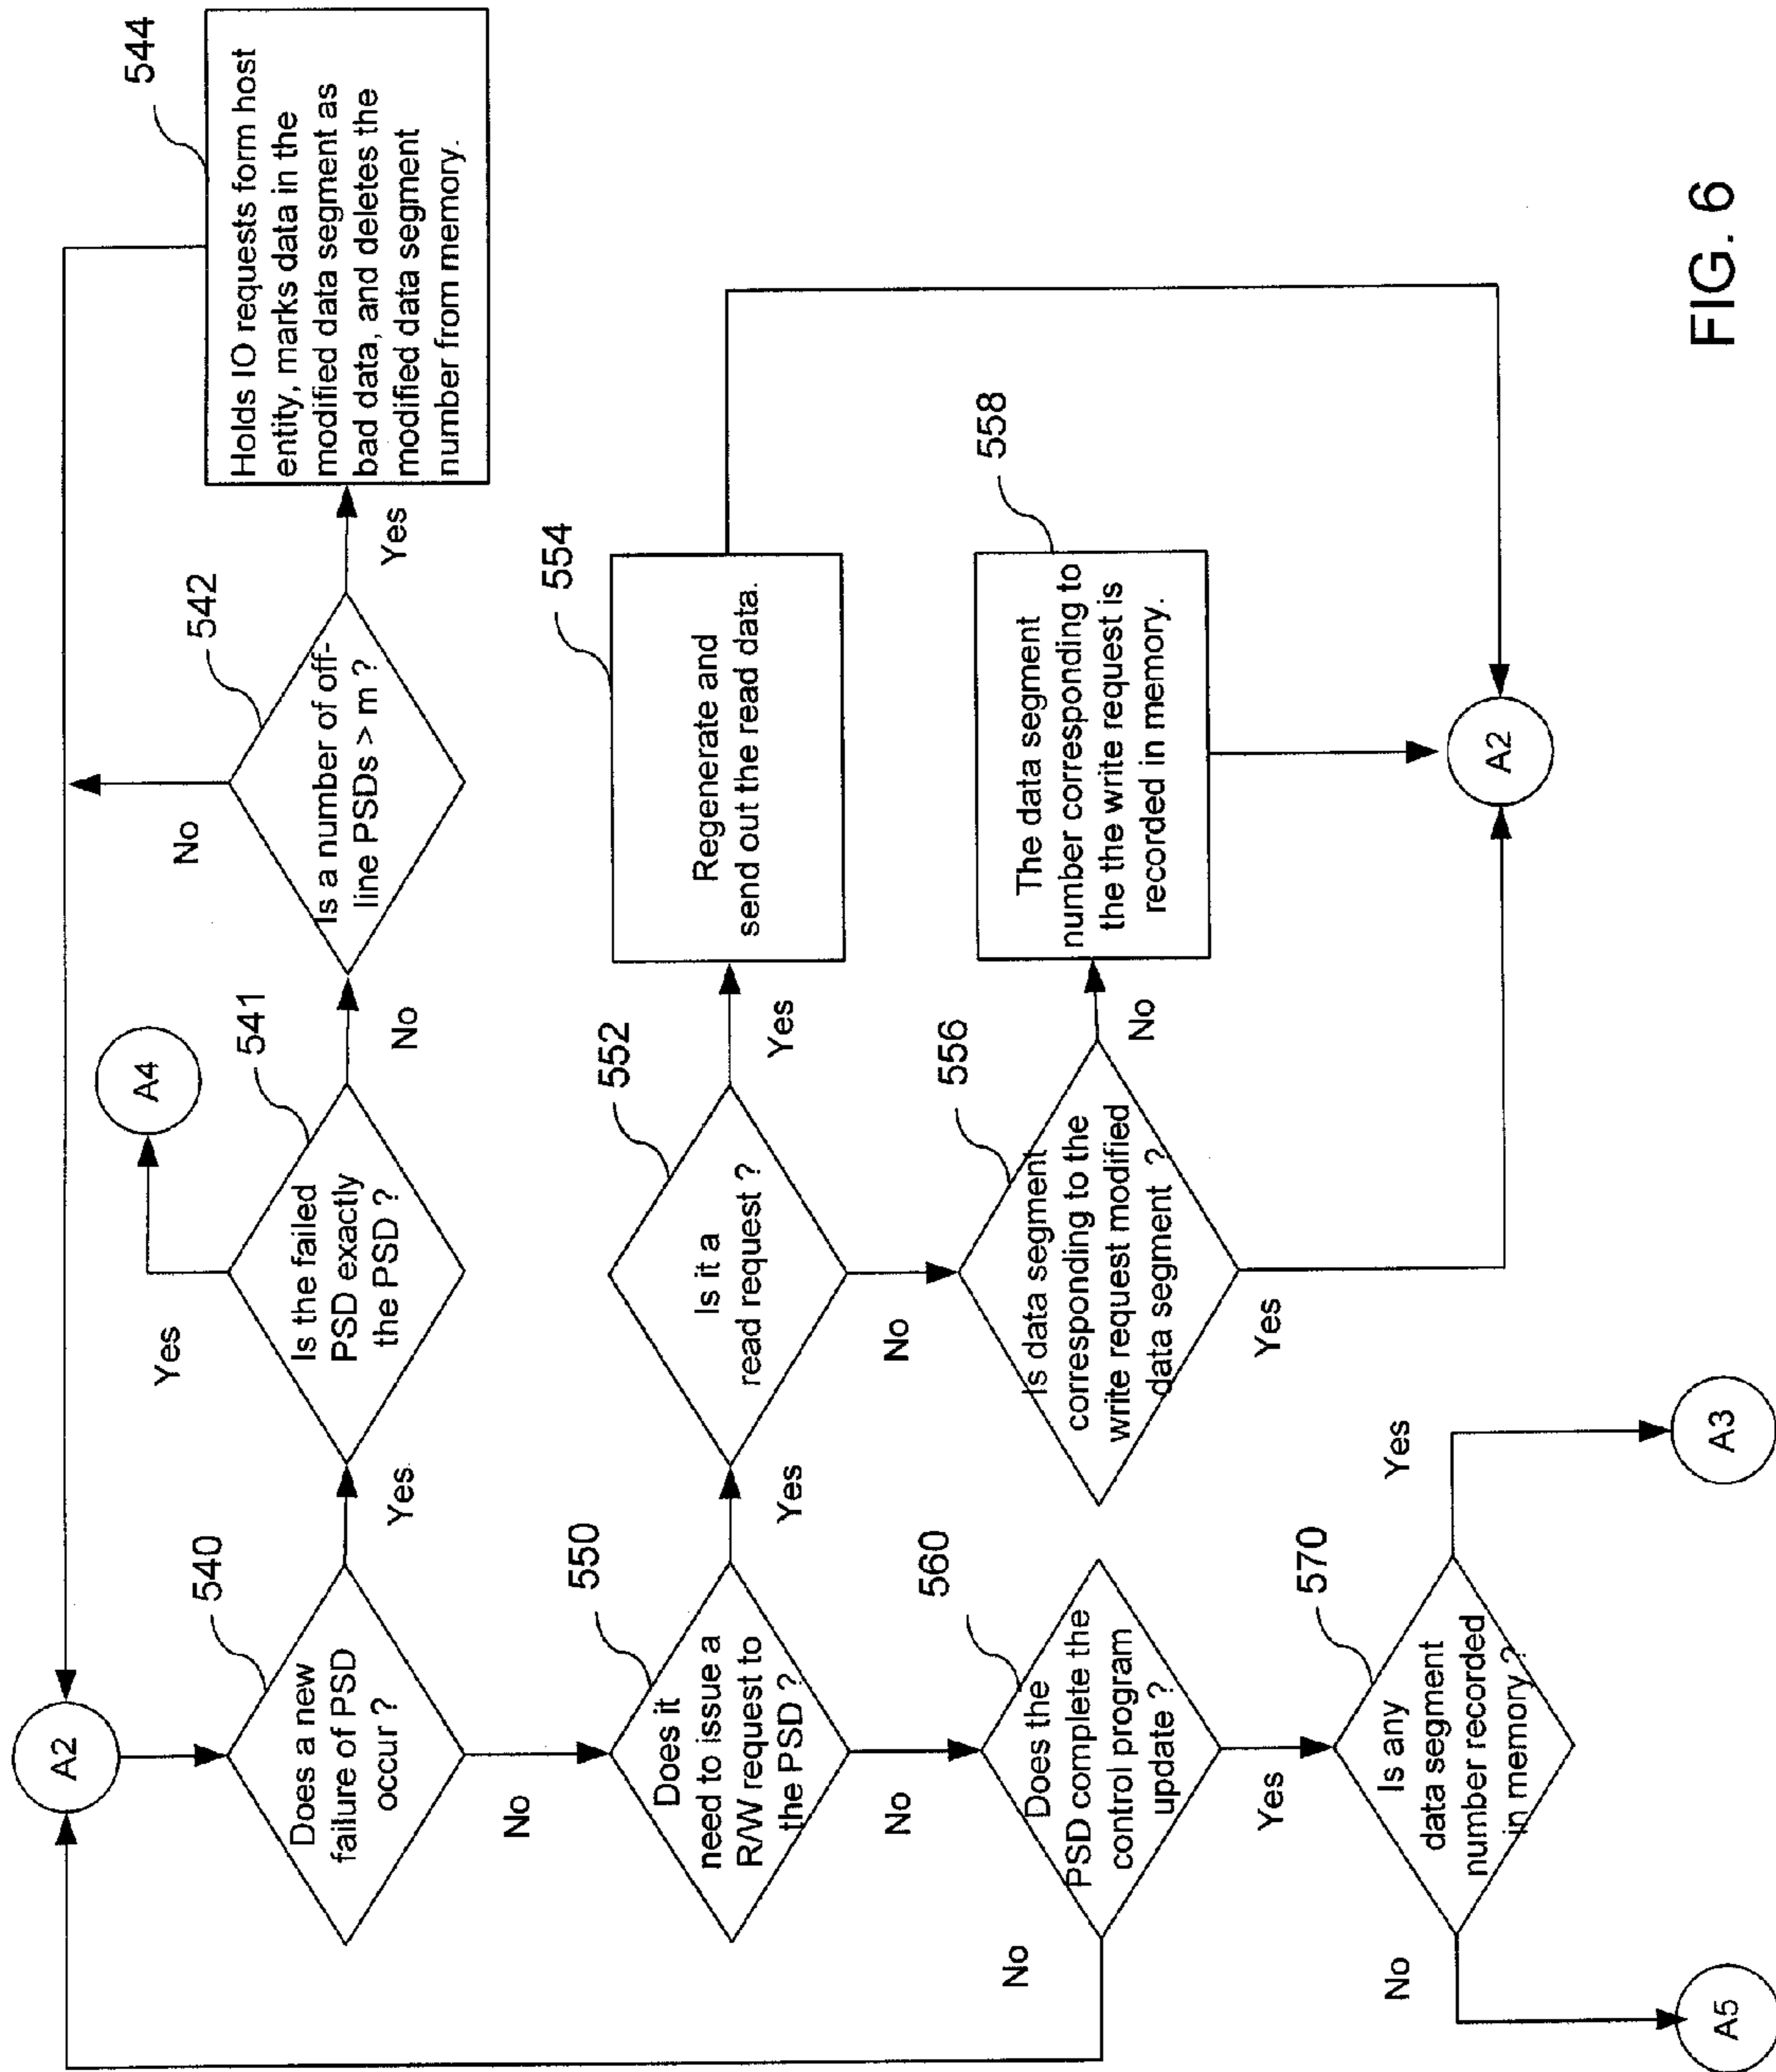 A2
540
Does a new
failure of PSD
occur ?
Yes
No
541
Is the failed
PSD exactly
the PSD ?
Yes
A4
No
542
Is a number of off-
line PSDs > m ?
No
Yes
544
Holds IO requests form host
entity, marks data in the
modified data segment as
bad data, and deletes the
modified data segment
number from memory.
550
Does it
need to issue a
R/W request to
the PSD ?
Yes
No
552
Is it a
read request ?
Yes
No
554
Regenerate and
send out the read data.
556
Is data segment
corresponding to the
write request modified
data segment ?
No
Yes
558
The data segment
number corresponding to
the the write request is
recorded in memory.
A2
560
Does the
PSD complete the
control program
update ?
No
Yes
570
Is any
data segment
number recorded
in memory ?
No
Yes
A5
A3
FIG. 6